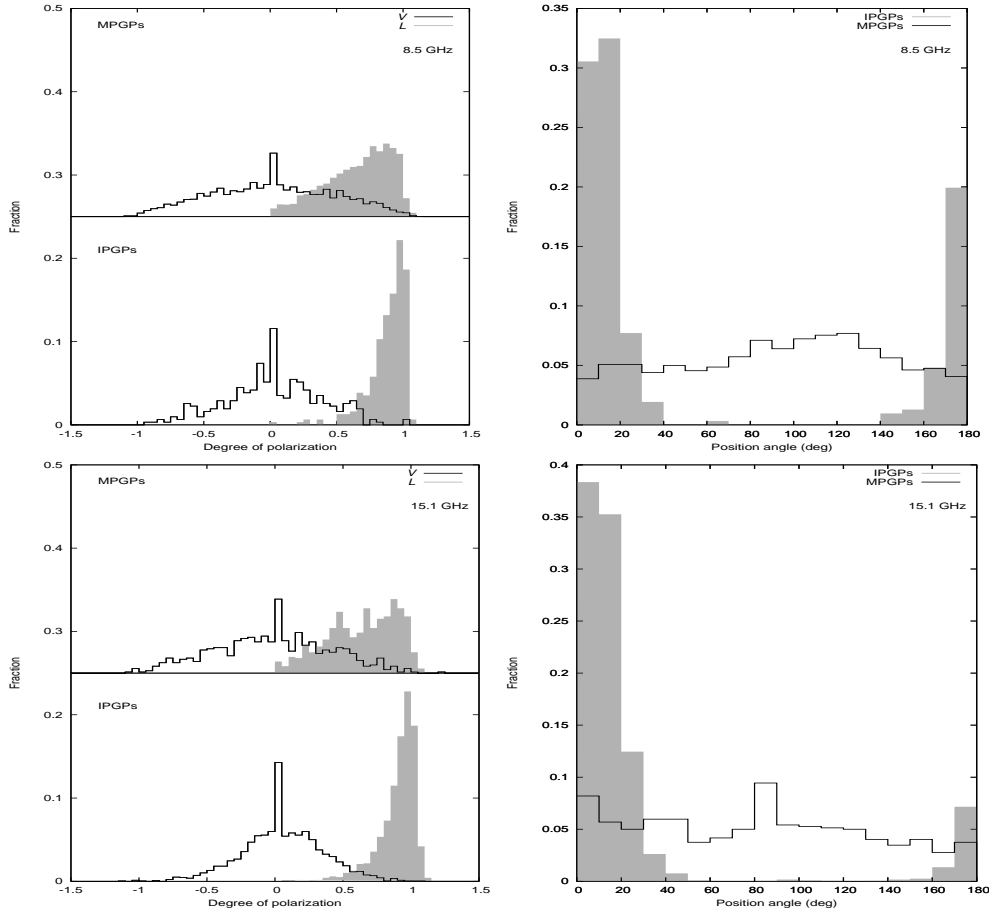 0.5
MPGPs
V
L
8.5 GHz
0.4
0.3
Fraction
IPGPs
0.2
0.1
0
-1.5 -1 -0.5 0 0.5 1 1.5
Degree of polarization
0.35
IPGPs
MPGPs
8.5 GHz
0.3
0.25
0.2
Fraction
0.15
0.1
0.05
0
0 20 40 60 80 100 120 140 160 180
Position angle (deg)
0.5
MPGPs
V
L
15.1 GHz
0.4
0.3
Fraction
IPGPs
0.2
0.1
0
-1.5 -1 -0.5 0 0.5 1 1.5
Degree of polarization
0.4
IPGPs
MPGPs
15.1 GHz
0.35
0.3
0.25
Fraction
0.2
0.15
0.1
0.05
0
0 20 40 60 80 100 120 140 160 180
Position angle (deg)